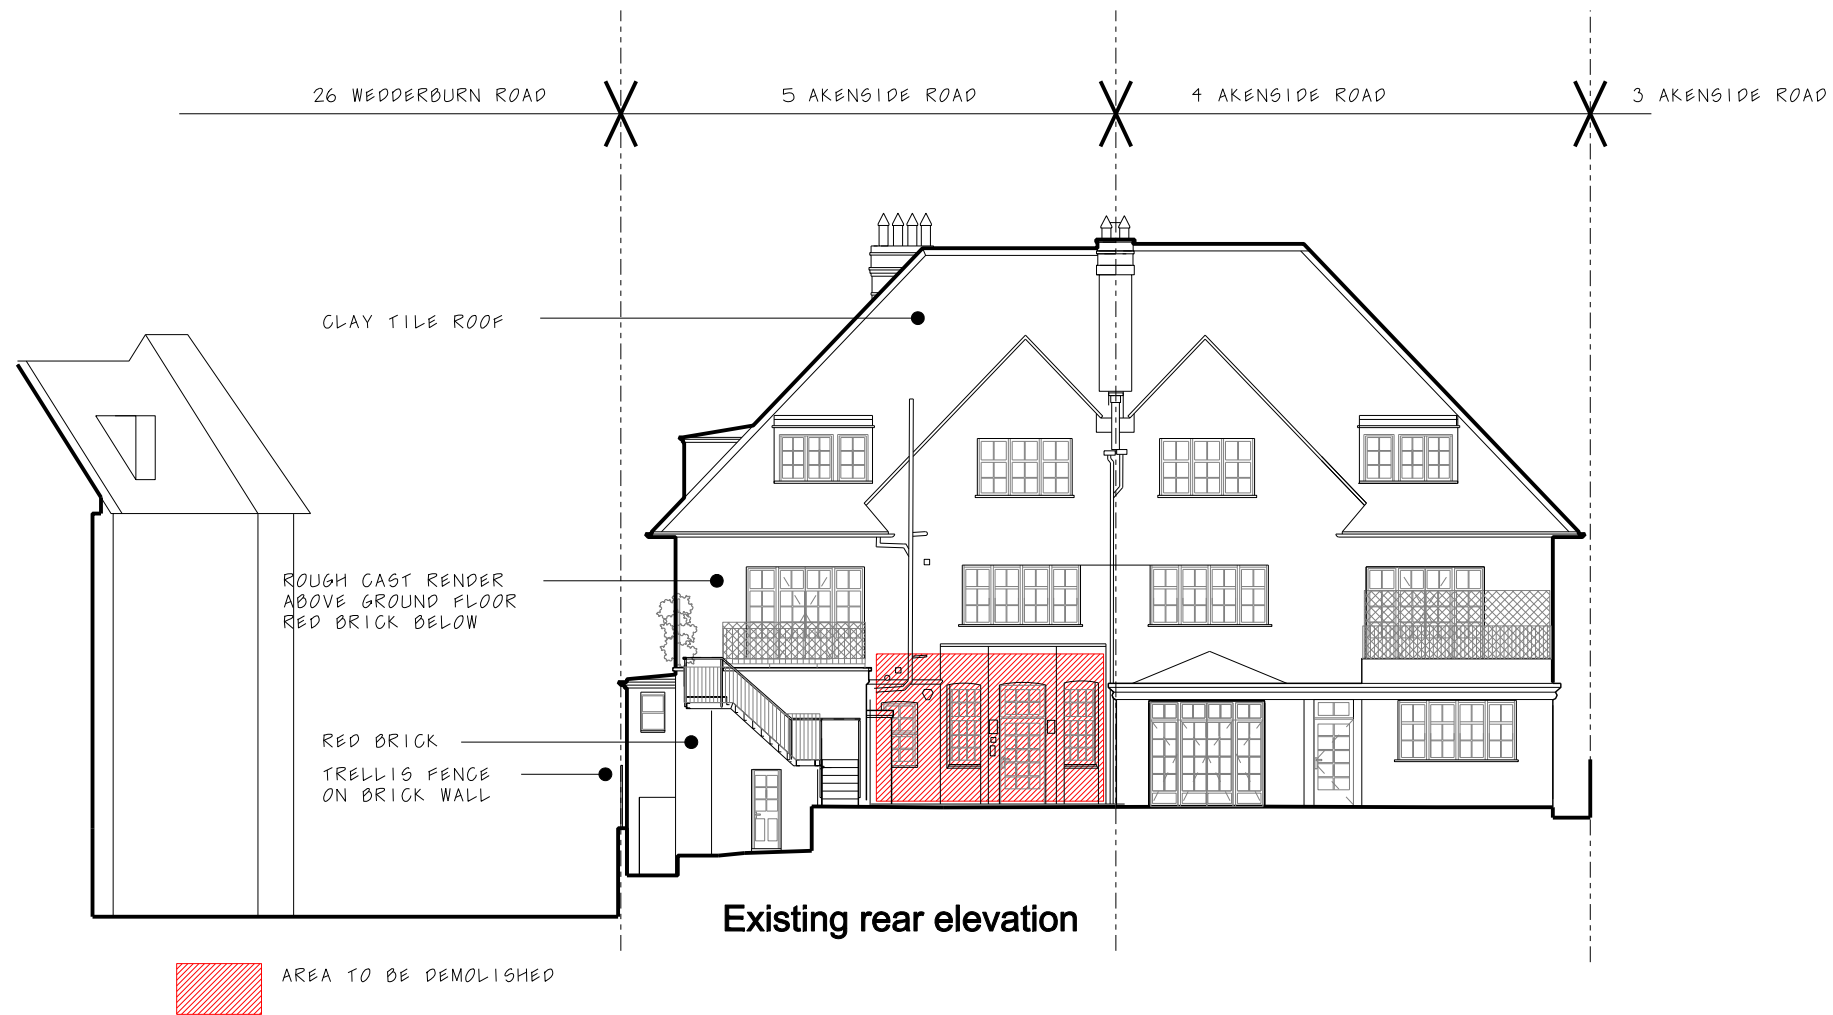 26 WEDDERBURN ROAD
5 AKENSIDE ROAD
4 AKENSIDE ROAD
3 AKENSIDE ROAD
CLAY TILE ROOF
ROUGH CAST RENDER
ABOVE GROUND FLOOR
RED BRICK BELOW
RED BRICK
TRELLIS FENCE
ON BRICK WALL
Existing rear elevation
AREA TO BE DEMOLISHED